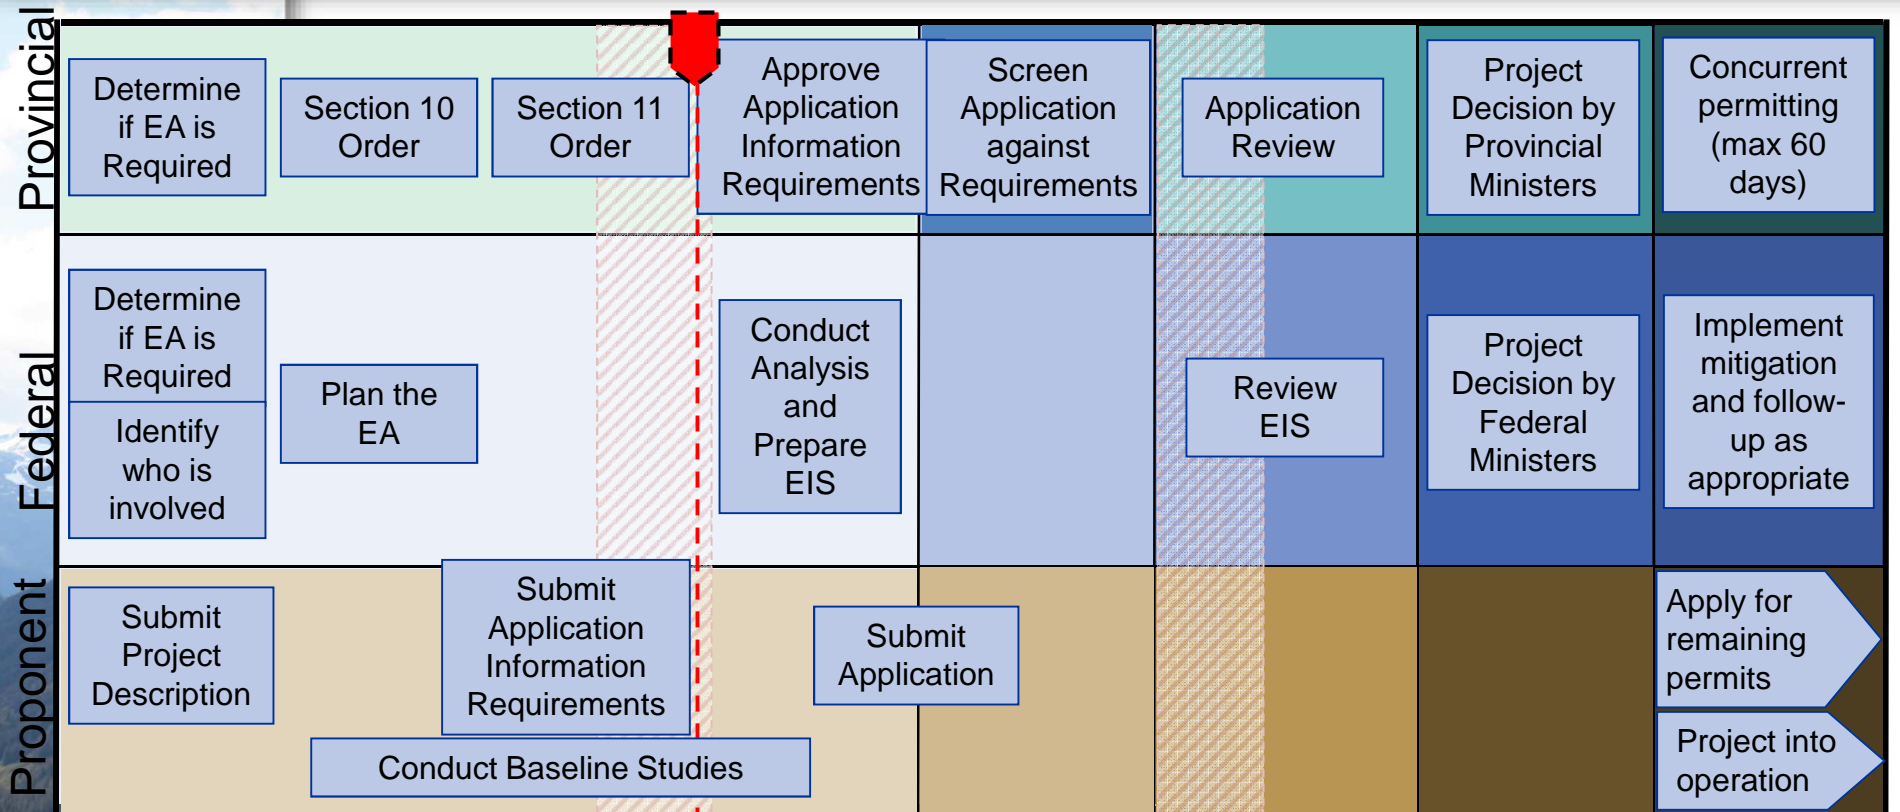 Provincial
Determine
if EA is
Required
Section 10
Order
Section 11
Order
Approve
Application
Information
Requirements
Screen
Application
against
Requirements
Application
Review
Project
Decision by
Provincial
Ministers
Concurrent
permitting
(max 60
days)
Federal
Determine
if EA is
Required
Identify
who is
involved
Plan the
EA
Conduct
Analysis
and
Prepare
EIS
Review
EIS
Project
Decision by
Federal
Ministers
Implement
mitigation
and follow-
up as
appropriate
Proponent
Submit
Project
Description
Submit
Application
Information
Requirements
Conduct Baseline Studies
Submit
Application
Apply for
remaining
permits
Project into
operation